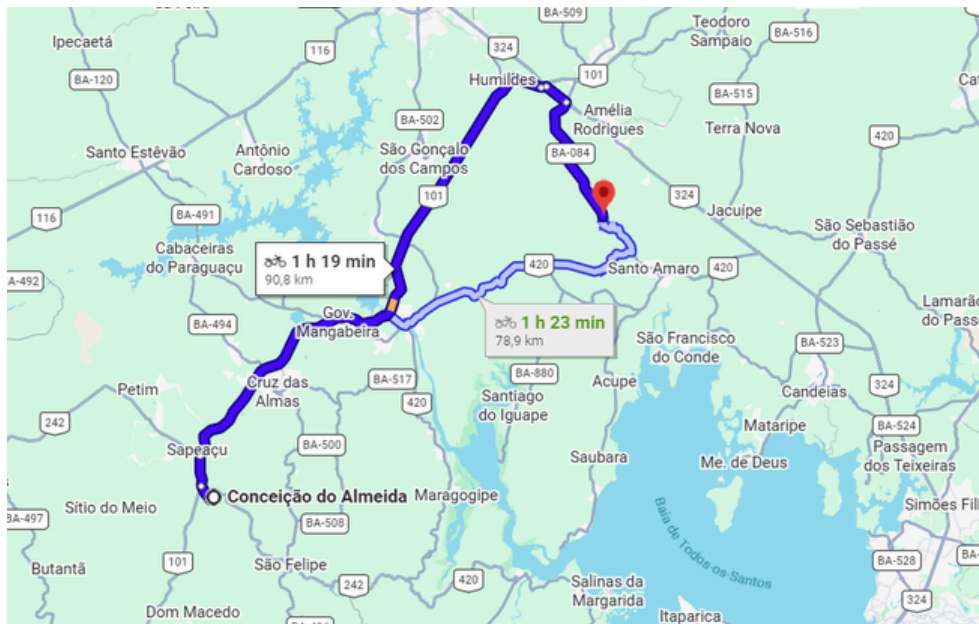 BA-509
Teodoro
Sampaio
BA-516
Ipecaetá
116
324
BA-120
Humildes
101
BA-515
Cat
Amélia
Rodrigues
Terra Nova
420
BA-502
Santo Estêvão
Antônio
Cardoso
São Gonçalo
dos Campos
BA-084
101
324
Jacuípe
116
BA-491
São Sebastião
do Passé
Cabaceiras
do Paraguaçu
1 h 19 min
90,8 km
420
Santo Amaro
420
BA-492
Lamarão
do Passé
Gov.
Mangabeira
1 h 23 min
78,9 km
BA-494
São Francisco
do Conde
BA-523
Petim
Cruz das
Almas
BA-517
BA-880
Acupe
Candeias
324
242
420
Santiago
do Iguape
BA-500
Mataripe
BA-524
Sapeaçu
Saubara
Me. de Deus
Passagem
dos Teixeiras
Conceição do Almeida
Maragogipe
Sítio do Meio
BA-497
BA-508
Simões Fil
Baía de Todos os-Santos
101
São Felipe
BA-528
Butantã
242
420
Salinas da
Margarida
324
Dom Macedo
Itaparica